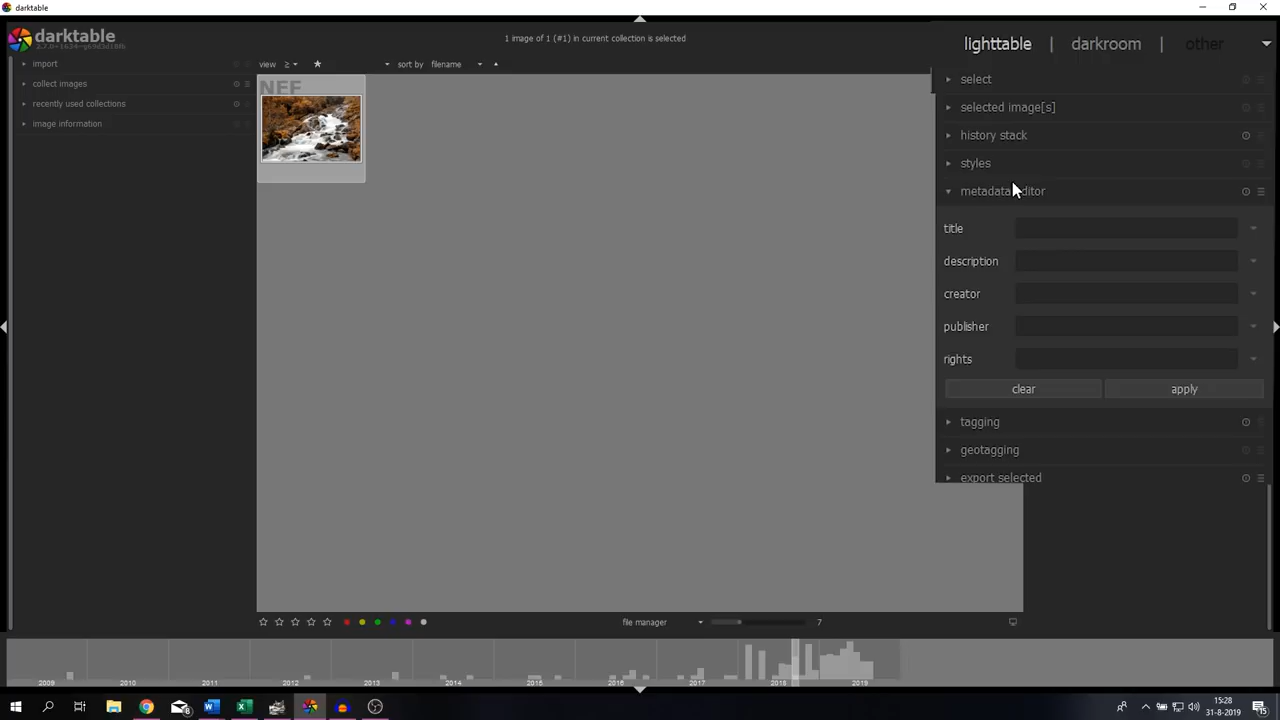 darktable
darktable
1 image of 1 (#1) in current collection is selected
lighttable | darkroom | other
import
collect images
recently used collections
image information
view ≥ ★ sort by filename
NEF
select
selected image[s]
history stack
styles
metadata editor
title
description
creator
publisher
rights
clear apply
tagging
geotagging
export selected
file manager 7
2009 2011 2012 2013 2014 2015 2016 2017 2018 2019
15:28
31-8-2019